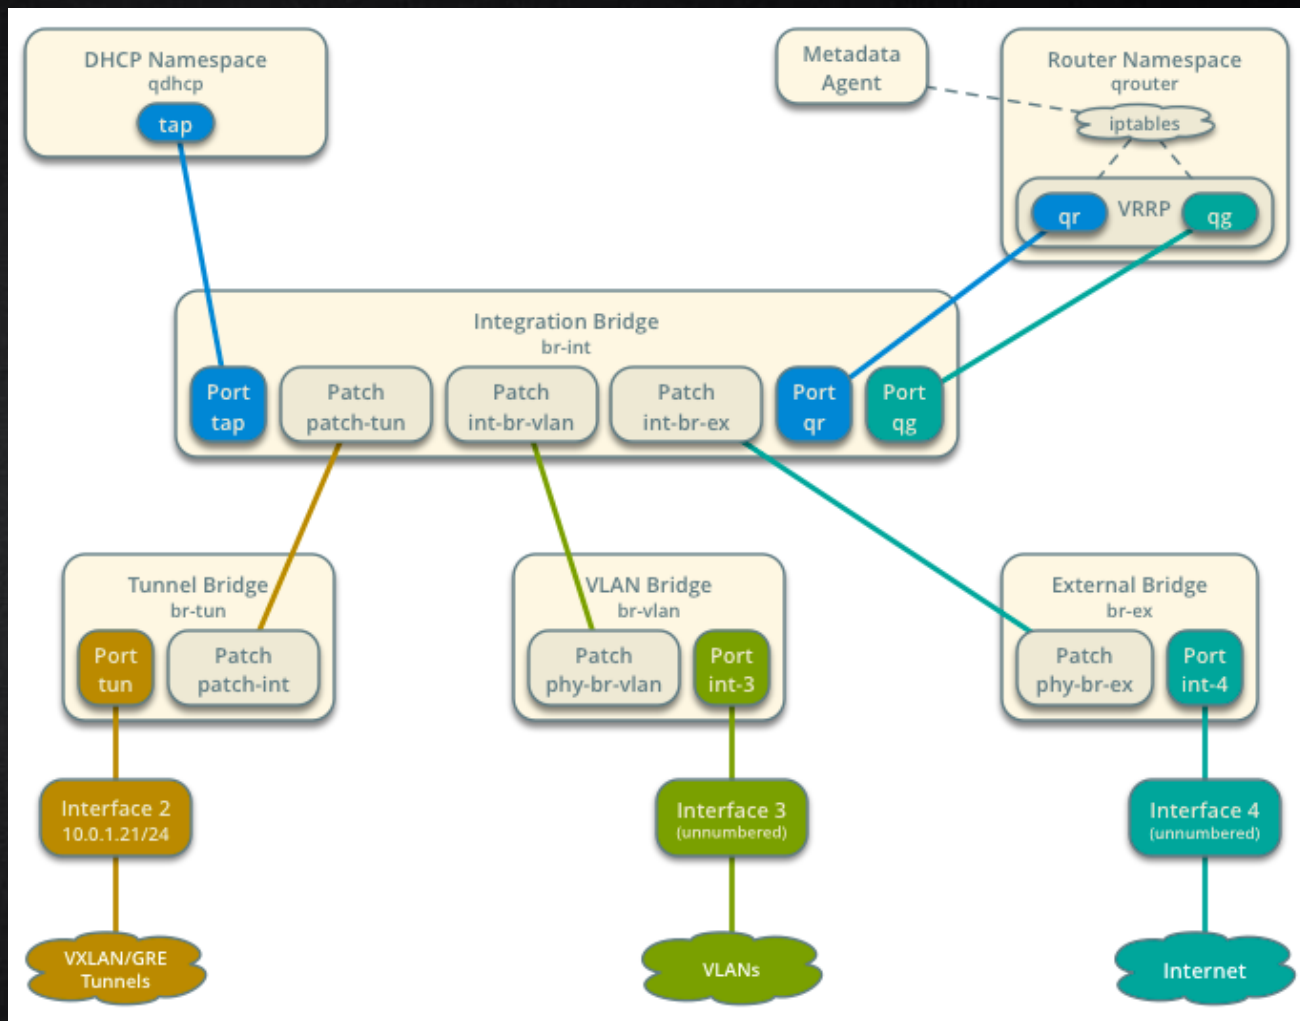 DHCP Namespace
qdhcp
tap
Metadata
Agent
Router Namespace
qrouter
iptables
qr
VRRP
qg
Integration Bridge
br-int
Port
tap
Patch
patch-tun
Patch
int-br-vlan
Patch
int-br-ex
Port
qr
Port
qg
Tunnel Bridge
br-tun
Port
tun
Patch
patch-int
VLAN Bridge
br-vlan
Patch
phy-br-vlan
Port
int-3
External Bridge
br-ex
Patch
phy-br-ex
Port
int-4
Interface 2
10.0.1.21/24
Interface 3
(unnumbered)
Interface 4
(unnumbered)
VXLAN/GRE
Tunnels
VLANs
Internet